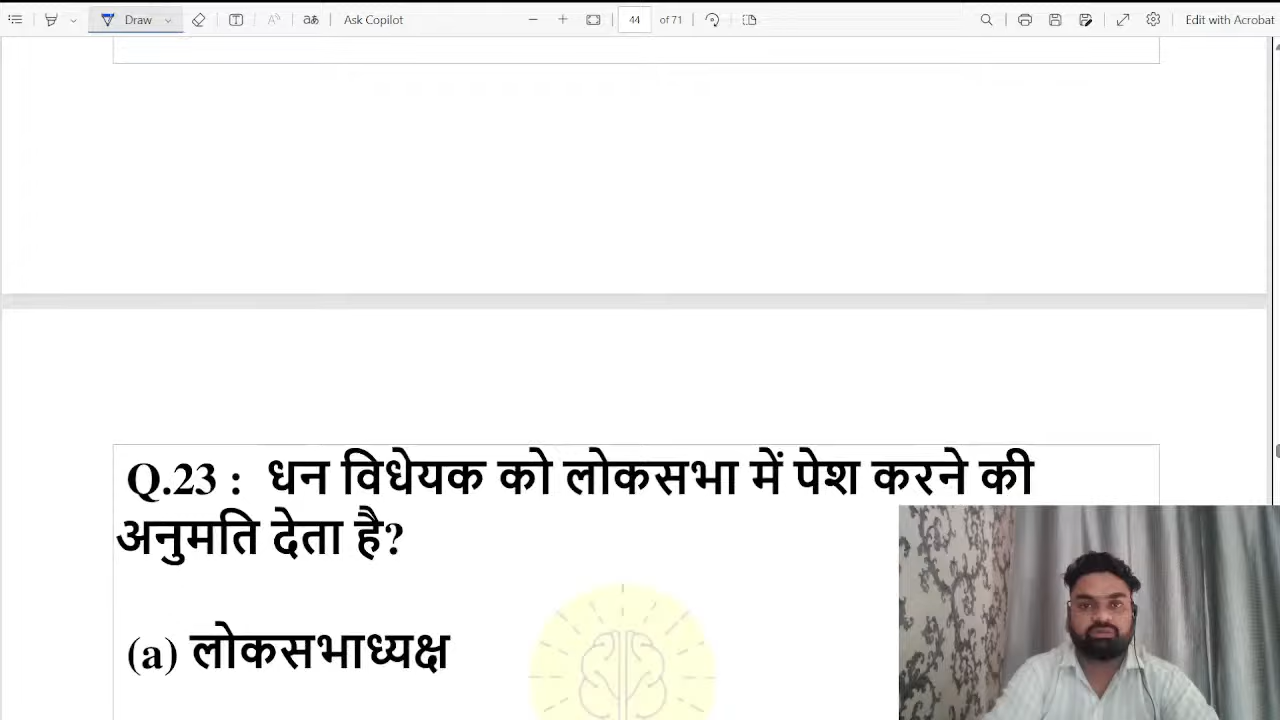 Draw
Ask Copilot
44 of 71
Edit with Acrobat
Q.23 : धन विधेयक को लोकसभा में पेश करने की
अनुमति देता है?
(a) लोकसभाध्यक्ष